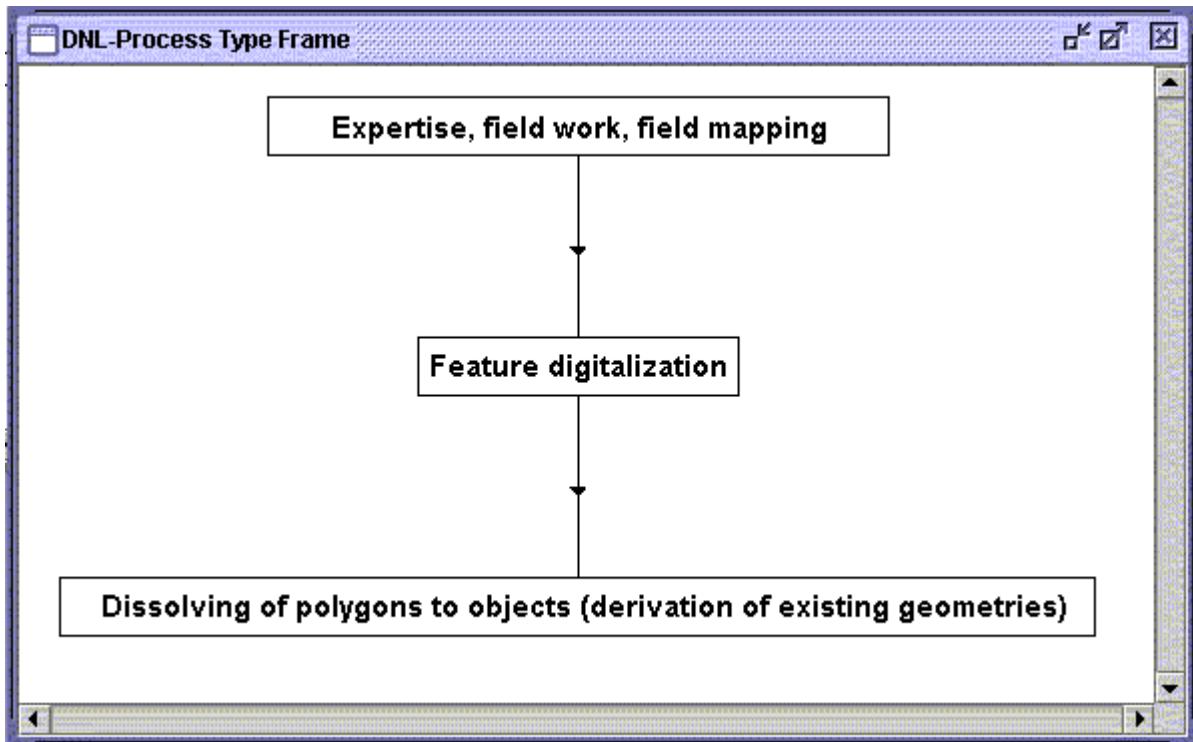 DNL-Process Type Frame
Expertise, field work, field mapping
Feature digitalization
Dissolving of polygons to objects (derivation of existing geometries)